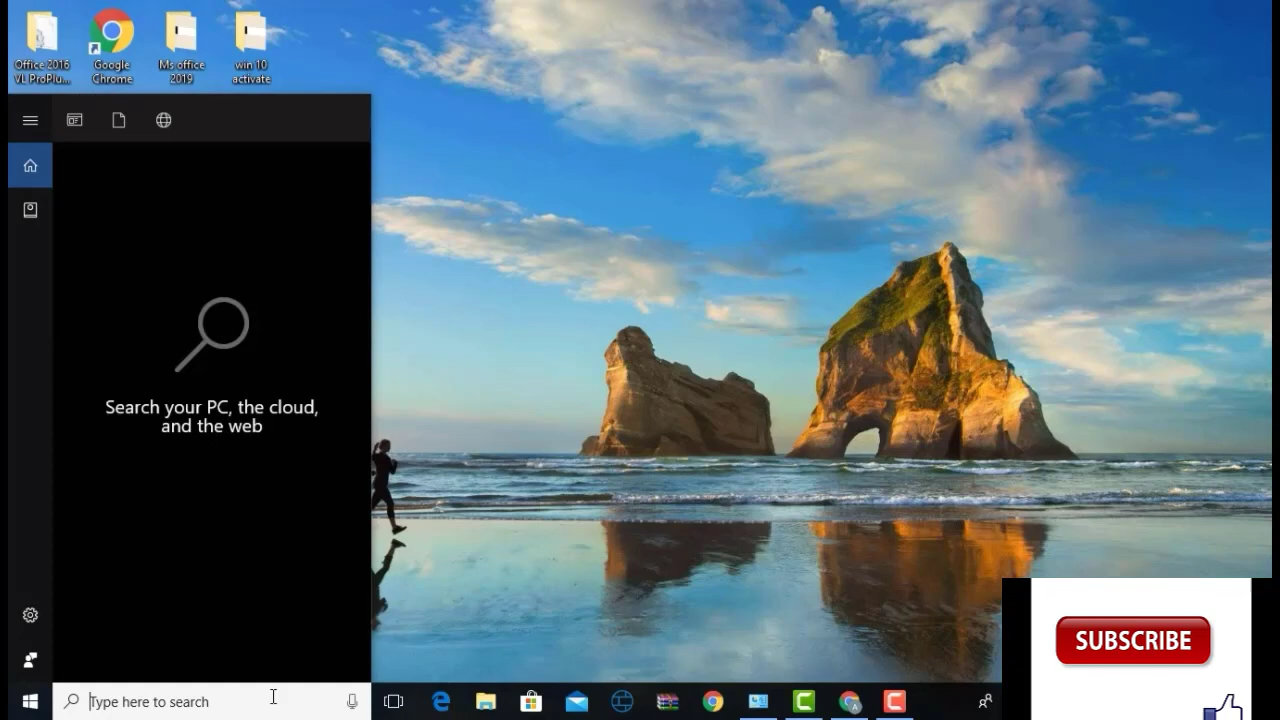 Office 2016
VL ProPlu...
Google
Chrome
Ms office
2019
win 10
activate
Search your PC, the cloud,
and the web
Type here to search
SUBSCRIBE